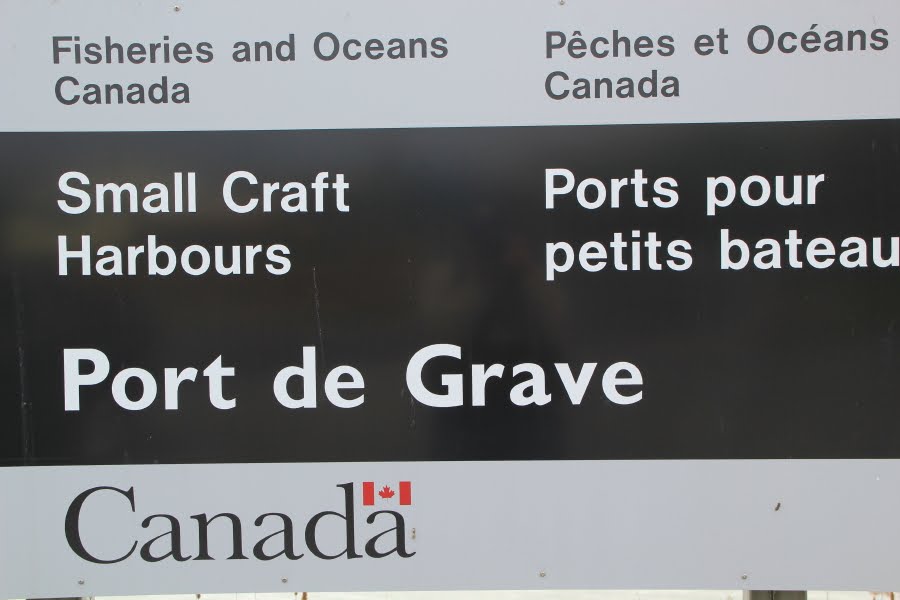 Fisheries and Oceans
Canada
Pêches et Océans
Canada
Small Craft
Harbours
Ports pour
petits bateau
Port de Grave
Canada